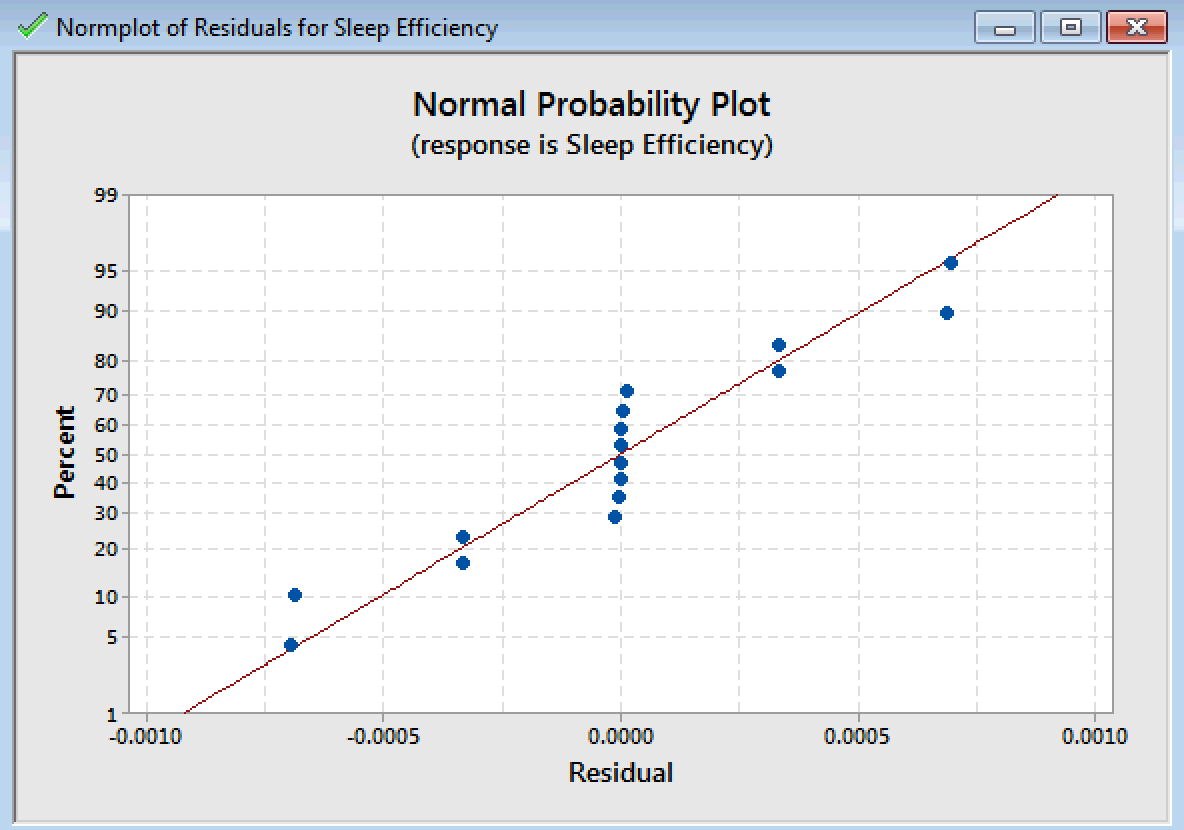 Normplot of Residuals for Sleep Efficiency
Normal Probability Plot
(response is Sleep Efficiency)
99
95
90
80
70
60
50
40
30
20
10
5
1
Percent
-0.0010 -0.0005 0.0000 0.0005 0.0010
Residual